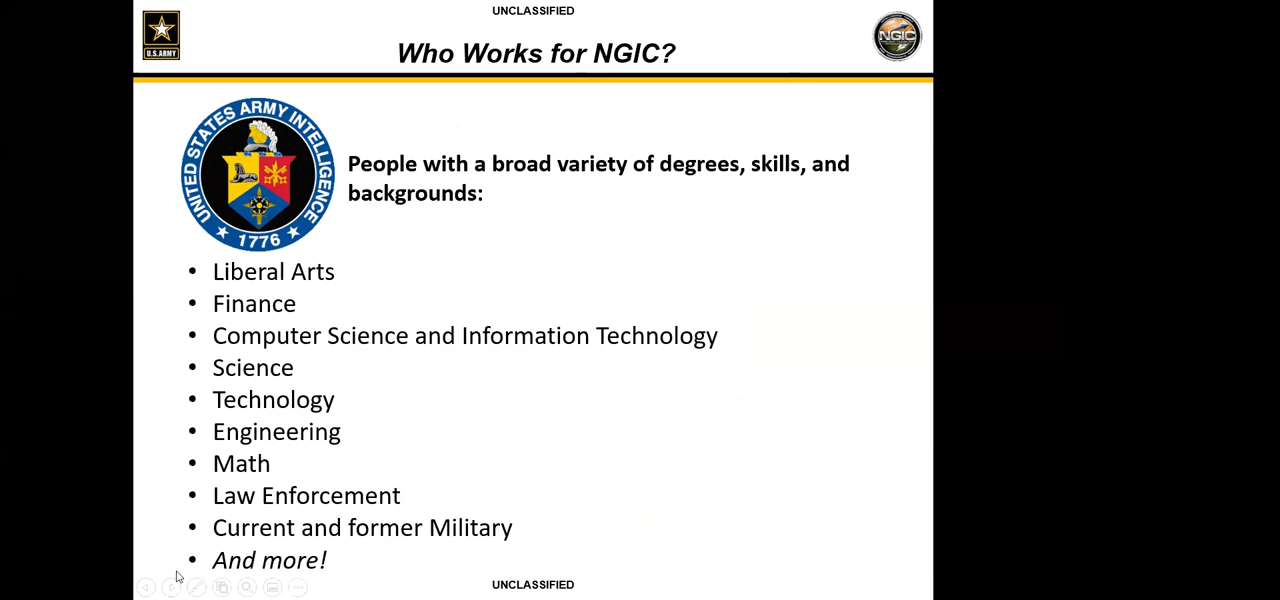 UNCLASSIFIED
U.S.ARMY
Who Works for NGIC?
NGIC
UNITED STATES ARMY INTELLIGENCE
1776
People with a broad variety of degrees, skills, and
backgrounds:
• Liberal Arts
• Finance
• Computer Science and Information Technology
• Science
• Technology
• Engineering
• Math
• Law Enforcement
• Current and former Military
• And more!
UNCLASSIFIED